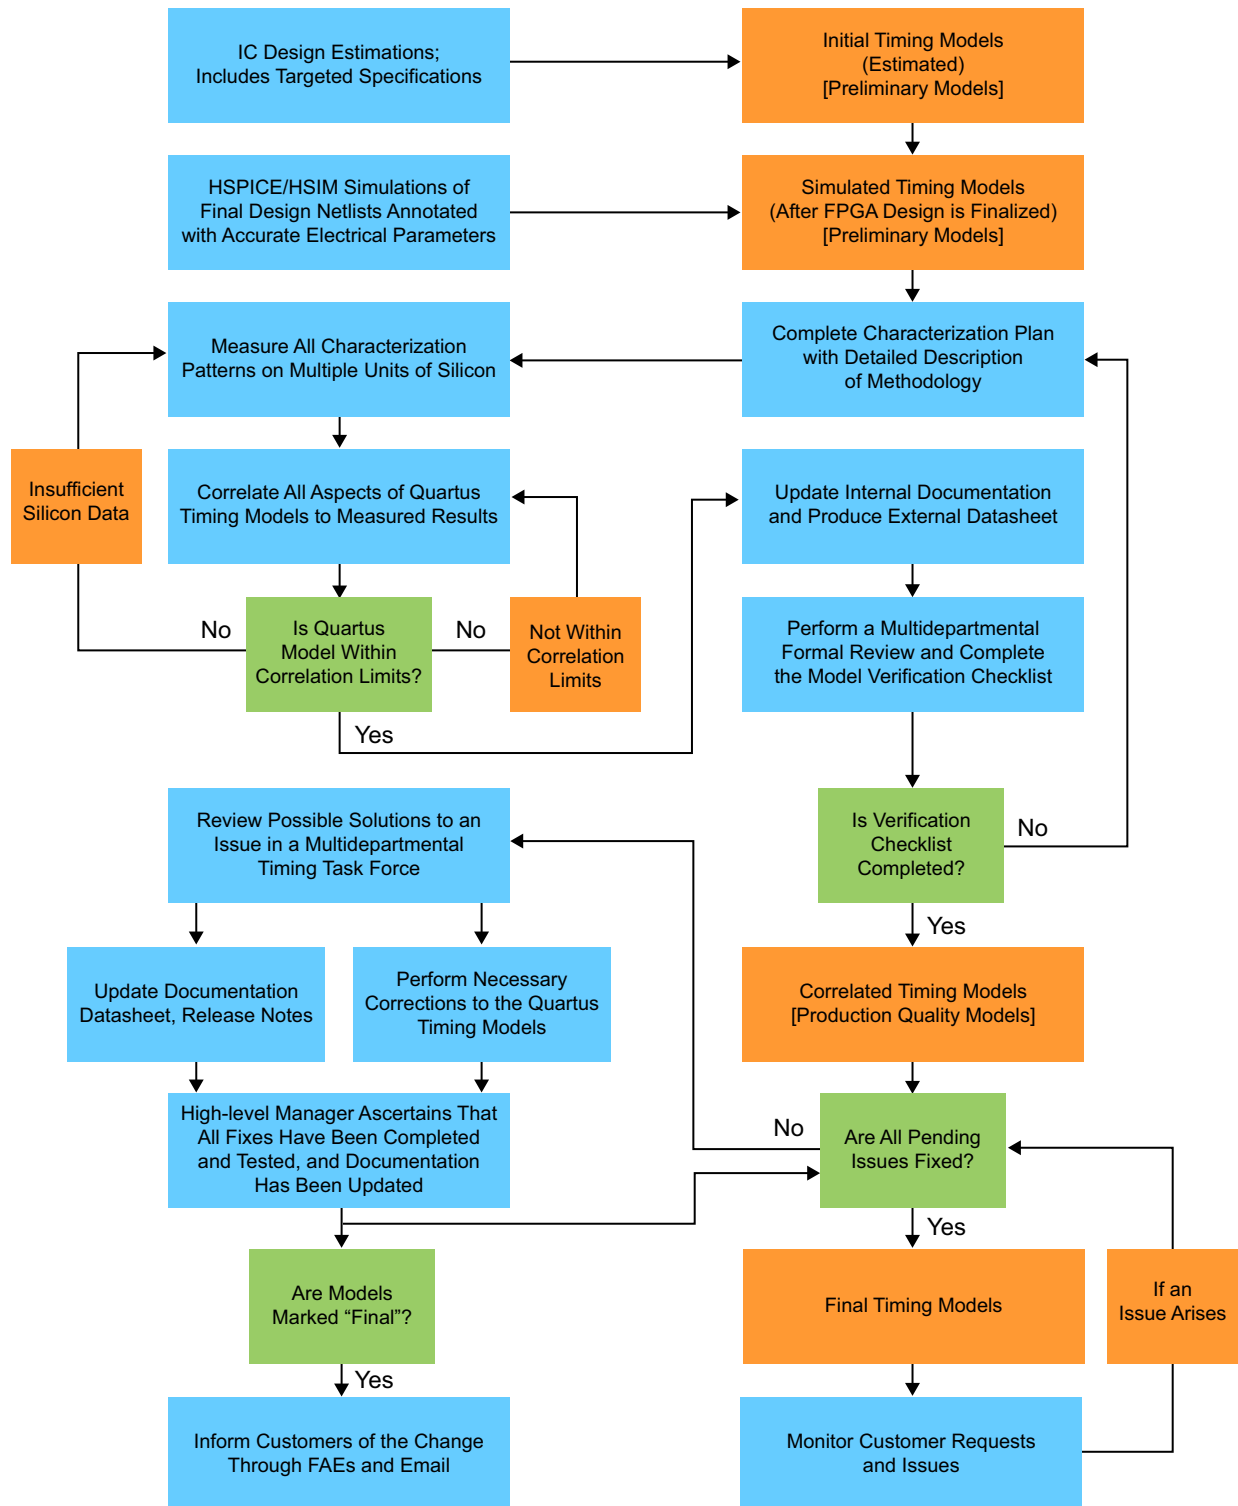 IC Design Estimations;
Includes Targeted Specifications
Initial Timing Models
(Estimated)
[Preliminary Models]
HSPICE/HSIM Simulations of
Final Design Netlists Annotated
with Accurate Electrical Parameters
Simulated Timing Models
(After FPGA Design is Finalized)
[Preliminary Models]
Measure All Characterization
Patterns on Multiple Units of Silicon
Complete Characterization Plan
with Detailed Description
of Methodology
Insufficient
Silicon Data
Correlate All Aspects of Quartus
Timing Models to Measured Results
Update Internal Documentation
and Produce External Datasheet
No
Is Quartus
Model Within
Correlation Limits?
No
Not Within
Correlation
Limits
Yes
Perform a Multidepartmental
Formal Review and Complete
the Model Verification Checklist
Review Possible Solutions to an
Issue in a Multidepartmental
Timing Task Force
Is Verification
Checklist
Completed?
No
Yes
Update Documentation
Datasheet, Release Notes
Perform Necessary
Corrections to the Quartus
Timing Models
Correlated Timing Models
[Production Quality Models]
High-level Manager Ascertains That
All Fixes Have Been Completed
and Tested, and Documentation
Has Been Updated
No
Are All Pending
Issues Fixed?
Yes
Are Models
Marked “Final”?
Yes
Final Timing Models
If an
Issue Arises
Inform Customers of the Change
Through FAEs and Email
Monitor Customer Requests
and Issues